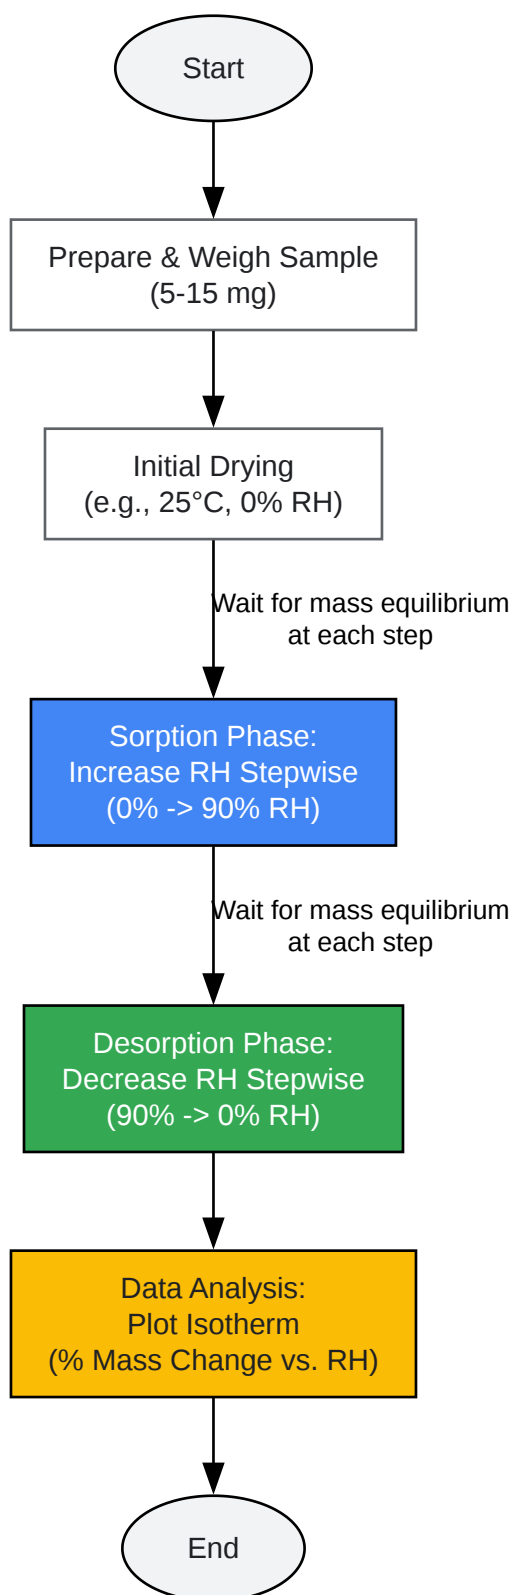 Start
Prepare & Weigh Sample
(5-15 mg)
Initial Drying
(e.g., 25°C, 0% RH)
Wait for mass equilibrium
at each step
Sorption Phase:
Increase RH Stepwise
(0% -> 90% RH)
Wait for mass equilibrium
at each step
Desorption Phase:
Decrease RH Stepwise
(90% -> 0% RH)
Data Analysis:
Plot Isotherm
(% Mass Change vs. RH)
End